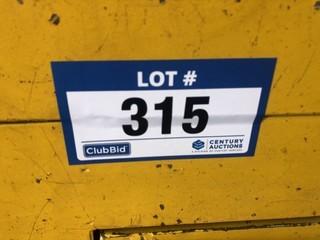 LOT #
315
ClubBid
CENTURY
AUCTIONS